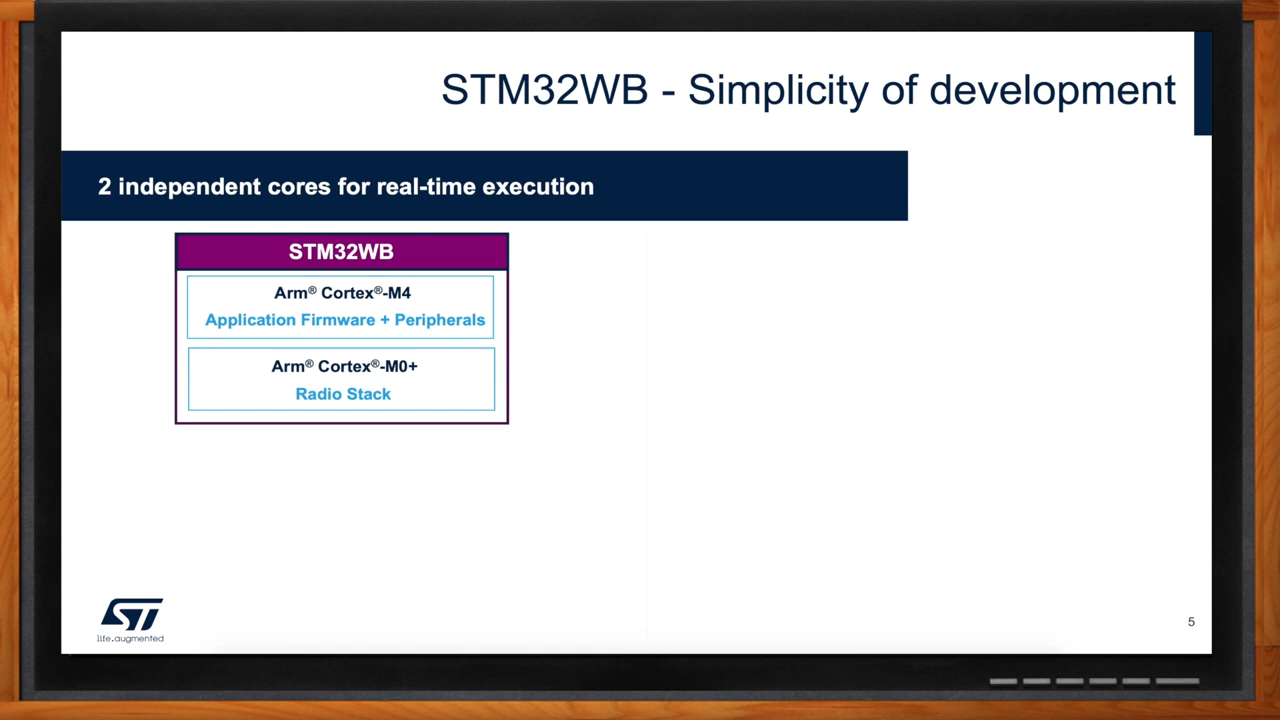 STM32WB - Simplicity of development
2 independent cores for real-time execution
STM32WB
Arm® Cortex®-M4
Application Firmware + Peripherals
Arm® Cortex®-M0+
Radio Stack
ST
life.augmented
5